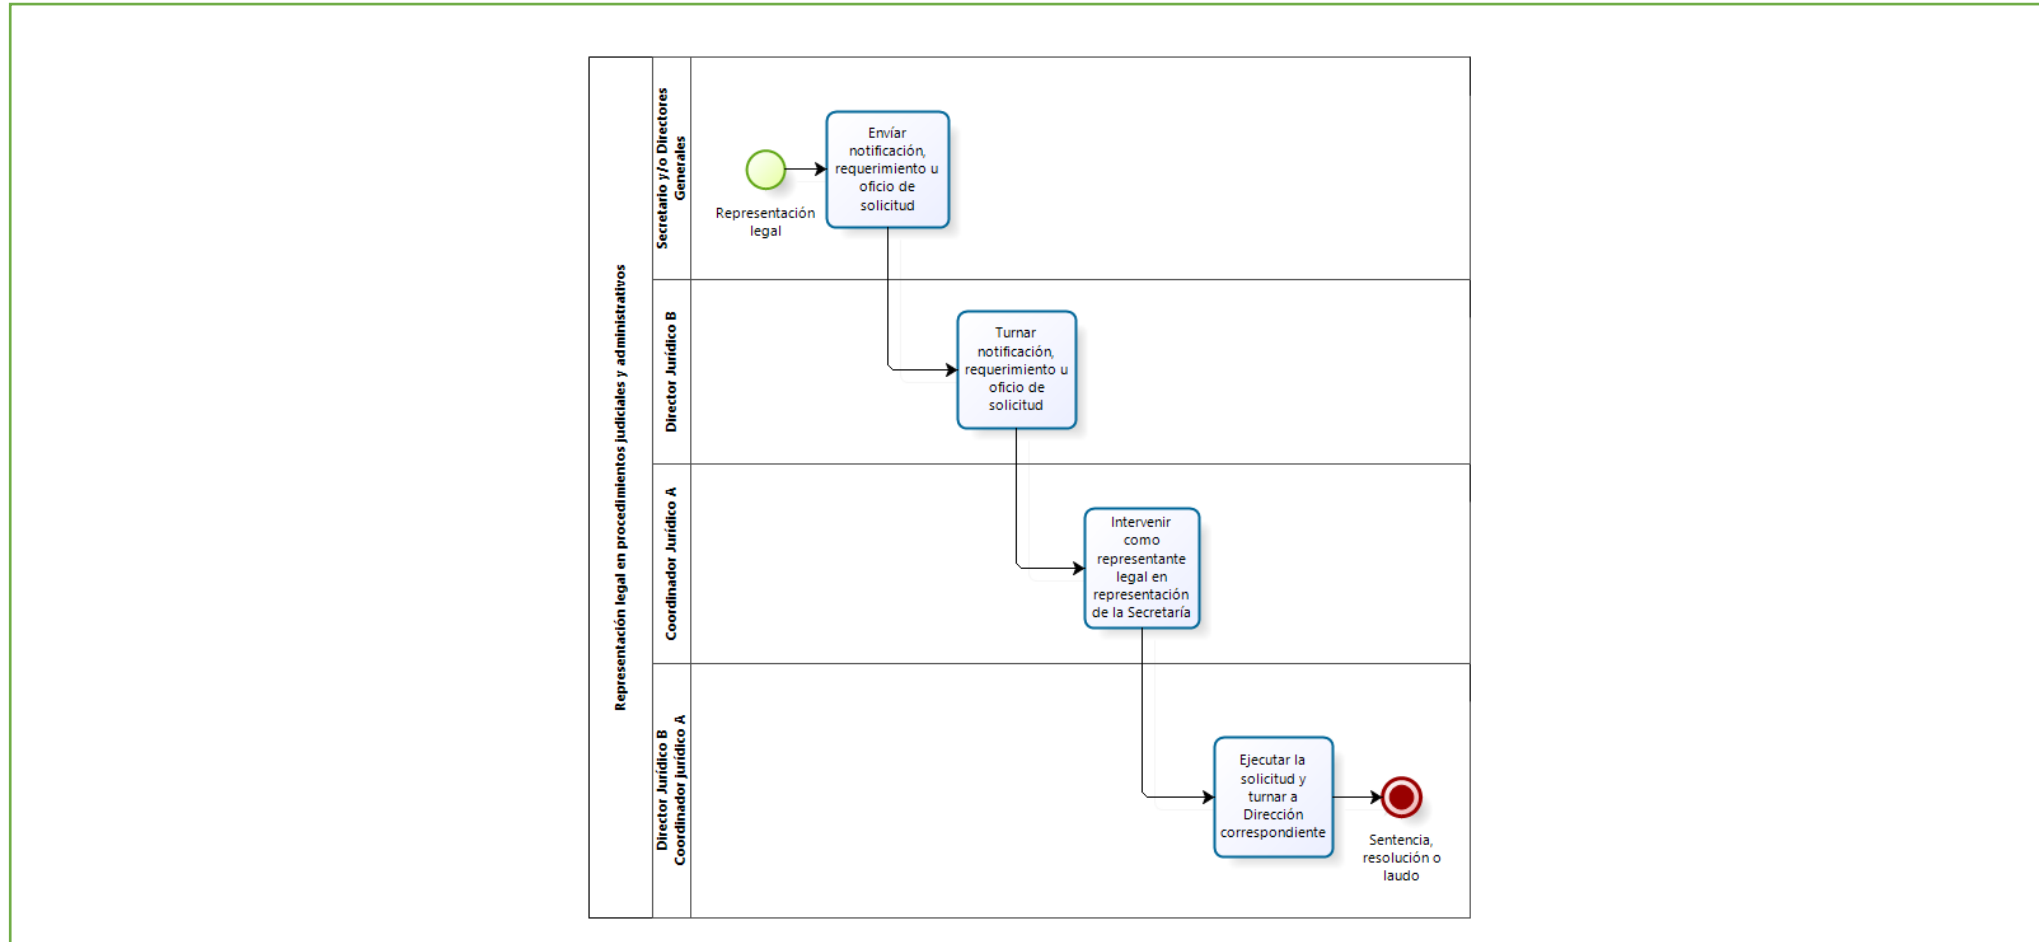 Representación legal en procedimientos judiciales y administrativos
Secretario y/o Directores
Generales
Representación
legal
Envíar
notificación,
requerimiento u
oficio de
solicitud
Director Jurídico B
Turnar
notificación,
requerimiento u
oficio de
solicitud
Coordinador Jurídico A
Intervenir
como
representante
legal en
representación
de la Secretaría
Director Jurídico B
Coordinador jurídico A
Ejecutar la
solicitud y
turnar a
Dirección
correspondiente
Sentencia,
resolución o
laudo